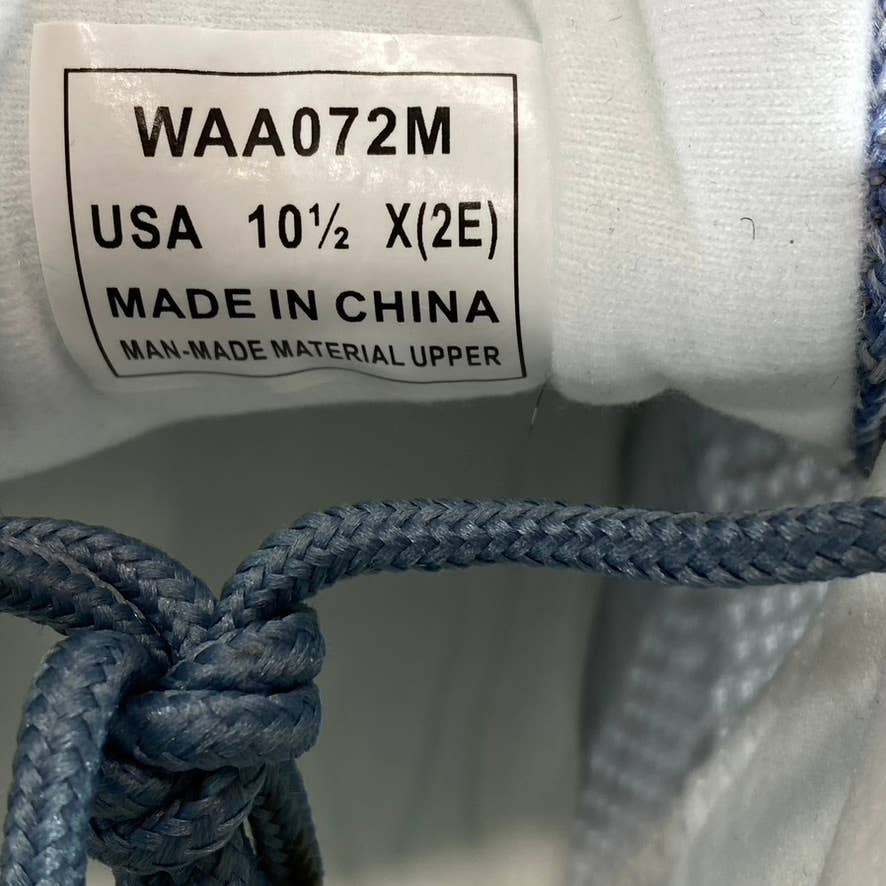 WAA072M
USA 10½ X(2E)
MADE IN CHINA
MAN-MADE MATERIAL UPPER